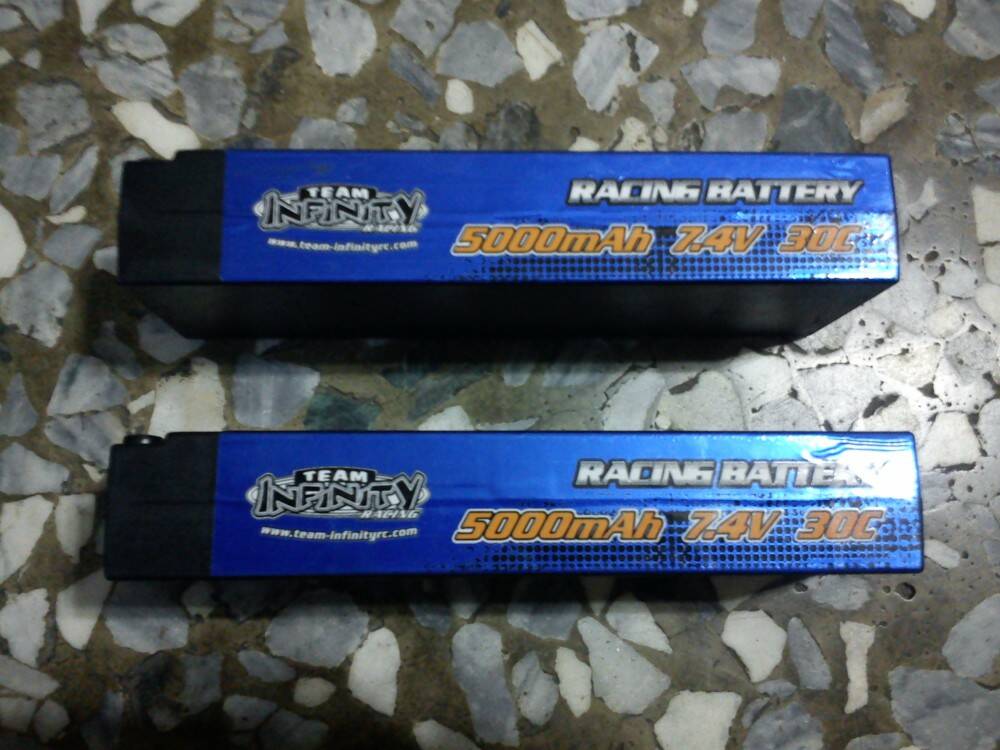 TEAM
INFINITY
RACING
www.team-infinityrc.com
RACING BATTERY
5000mAh 7.4V 30C
TEAM
INFINITY
RACING
www.team-infinityrc.com
RACING BATTERY
5000mAh 7.4V 30C